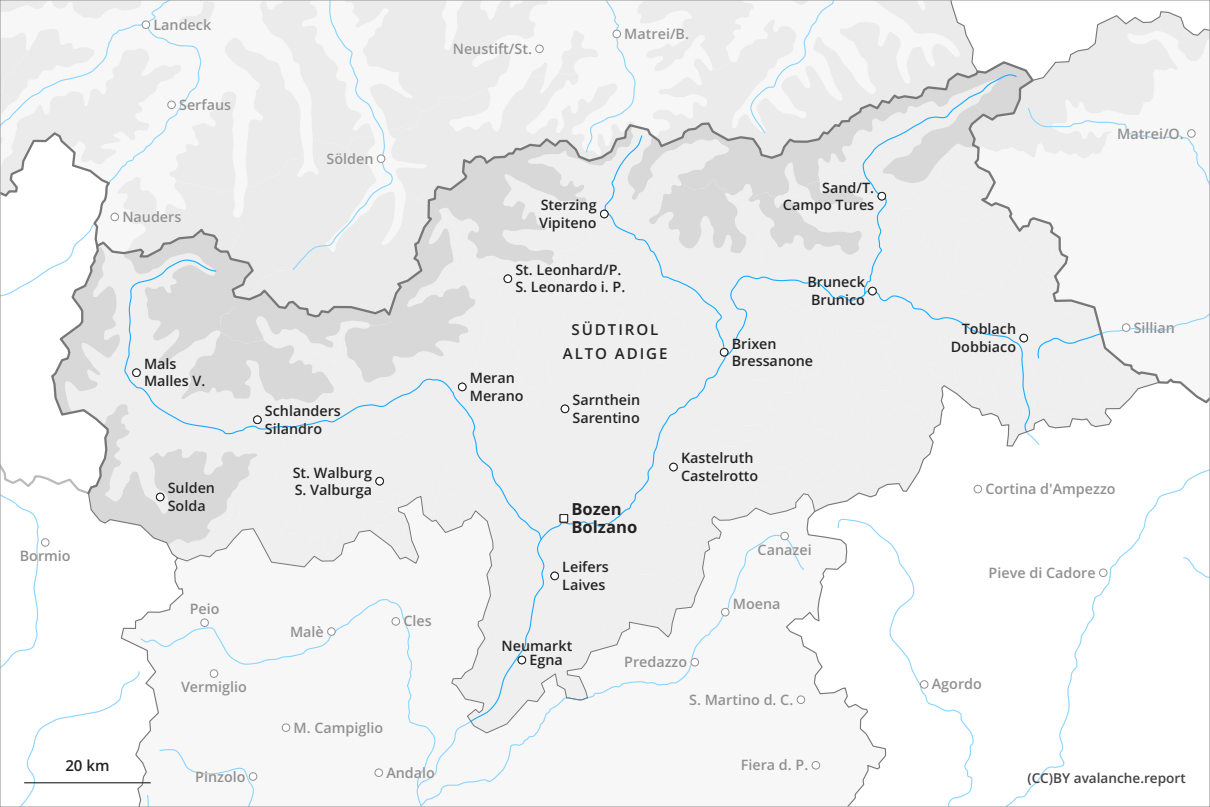 Landeck
Matrei/B.
Neustift/St.
Serfaus
Matrei/O.
Sölden
Sand/T.
Campo Tures
Nauders
Sterzing
Vipiteno
St. Leonhard/P.
S. Leonardo i. P.
Bruneck
Brunico
SÜDTIROL
ALTO ADIGE
Toblach
Dobbiaco
Sillian
Brixen
Bressanone
Mals
Malles V.
Meran
Merano
Sarnthein
Sarentino
Schlanders
Silandro
Kastelruth
Castelrotto
St. Walburg
S. Valburga
Sulden
Solda
Cortina d'Ampezzo
Bozen
Bolzano
Bormio
Canazei
Leifers
Laives
Pieve di Cadore
Peio
Moena
Malè
Cles
Neumarkt
Egna
Predazzo
Vermiglio
Agordo
S. Martino d. C.
M. Campiglio
20 km
Pinzolo
Andalo
Fiera d. P.
(CC)BY avalanche.report